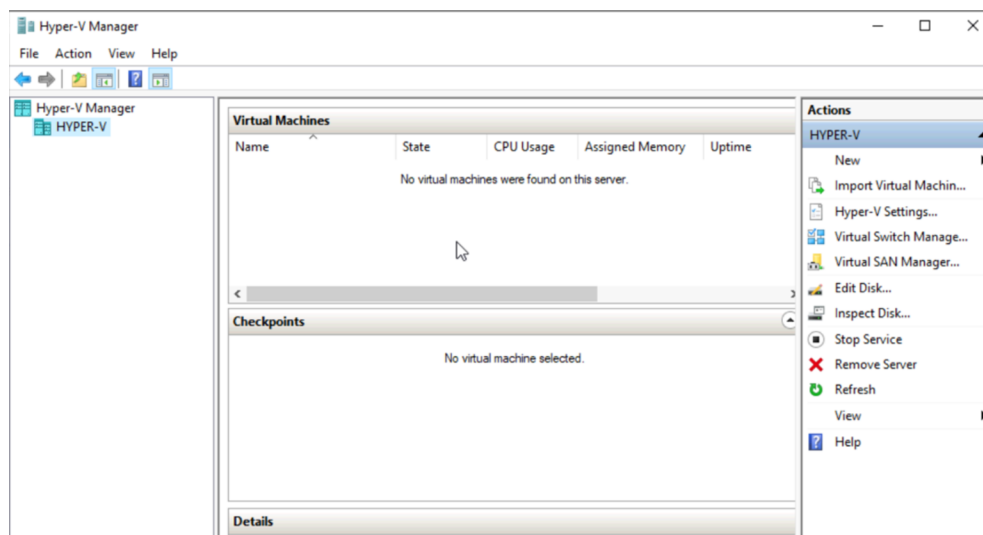 Hyper-V Manager
File Action View Help
Hyper-V Manager
HYPER-V
Virtual Machines
Name State CPU Usage Assigned Memory Uptime
No virtual machines were found on this server.
Checkpoints
No virtual machine selected.
Details
Actions
HYPER-V
New
Import Virtual Machin...
Hyper-V Settings...
Virtual Switch Manage...
Virtual SAN Manager...
Edit Disk...
Inspect Disk...
Stop Service
Remove Server
Refresh
View
Help